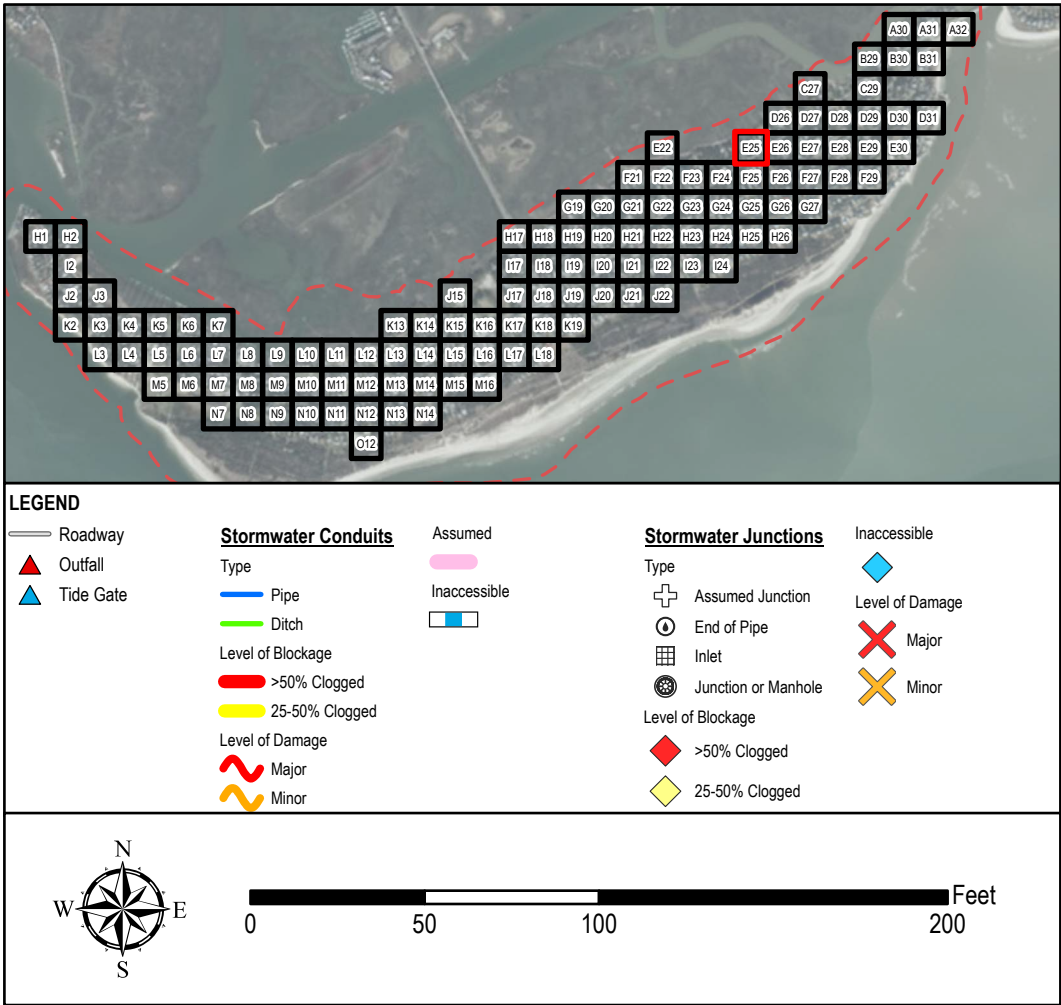 A30 A31 A32
B29 B30 B31
C27 C29
D26 D27 D28 D29 D30 D31
E22 E25 E26 E27 E28 E29 E30
F21 F22 F23 F24 F25 F26 F27 F28 F29
G19 G20 G21 G22 G23 G24 G25 G26 G27
H1 H2 H17 H18 H19 H20 H21 H22 H23 H24 H25 H26
I2 I17 I18 I19 I20 I21 I22 I23 I24
J2 J3 J15 J17 J18 J19 J20 J21 J22
K2 K3 K4 K5 K6 K7 K13 K14 K15 K16 K17 K18 K19
L3 L4 L5 L6 L7 L8 L9 L10 L11 L12 L13 L14 L15 L16 L17 L18
M5 M6 M7 M8 M9 M10 M11 M12 M13 M14 M15 M16
N7 N8 N9 N10 N11 N12 N13 N14
O12
LEGEND
Roadway
Outfall
Tide Gate
Stormwater Conduits
Type
Pipe
Ditch
Level of Blockage
>50% Clogged
25-50% Clogged
Level of Damage
Major
Minor
Assumed
Inaccessible
Stormwater Junctions
Type
Assumed Junction
End of Pipe
Inlet
Junction or Manhole
Level of Blockage
>50% Clogged
25-50% Clogged
Inaccessible
Level of Damage
Major
Minor
N
W E
S
Feet
0 50 100 200